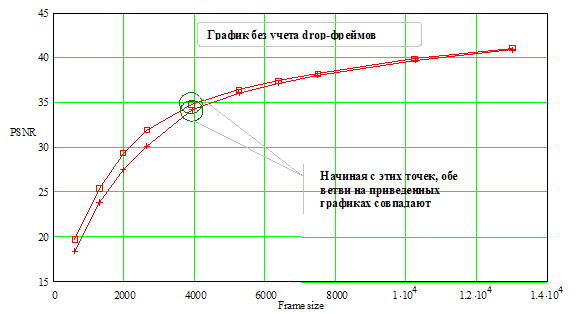 45
График без учета drop-фреймов
40
35
PSNR
30
Начиная с этих точек, обе
ветви на приведенных
графиках совпадают
25
20
15
0 2000 4000 6000 8000 1·10⁴ 1.2·10⁴ 1.4·10⁴
Frame size